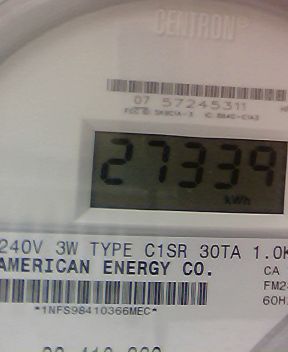 CENTRON®
07 57245311
27339
kWh
240V 3W TYPE C1SR 30TA 1.0K
AMERICAN ENERGY CO.
CA
FM2
60H
*1NFS98410366MEC*